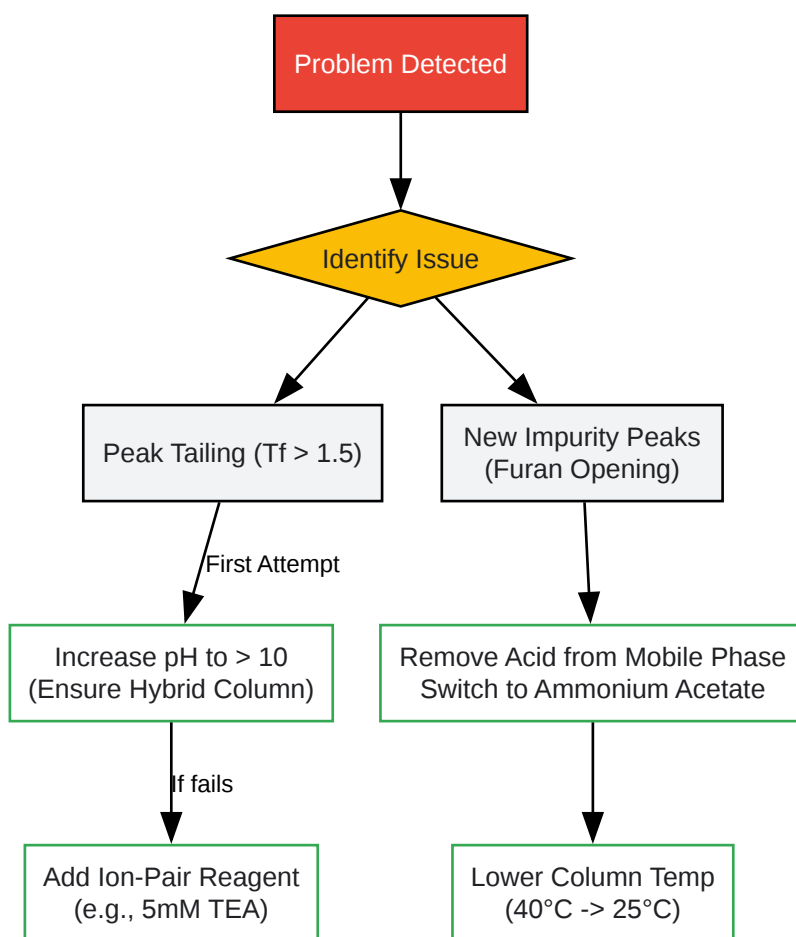 Problem Detected
Identify Issue
Peak Tailing (Tf > 1.5)
New Impurity Peaks
(Furan Opening)
First Attempt
Increase pH to > 10
(Ensure Hybrid Column)
Remove Acid from Mobile Phase
Switch to Ammonium Acetate
If fails
Add Ion-Pair Reagent
(e.g., 5mM TEA)
Lower Column Temp
(40°C -> 25°C)